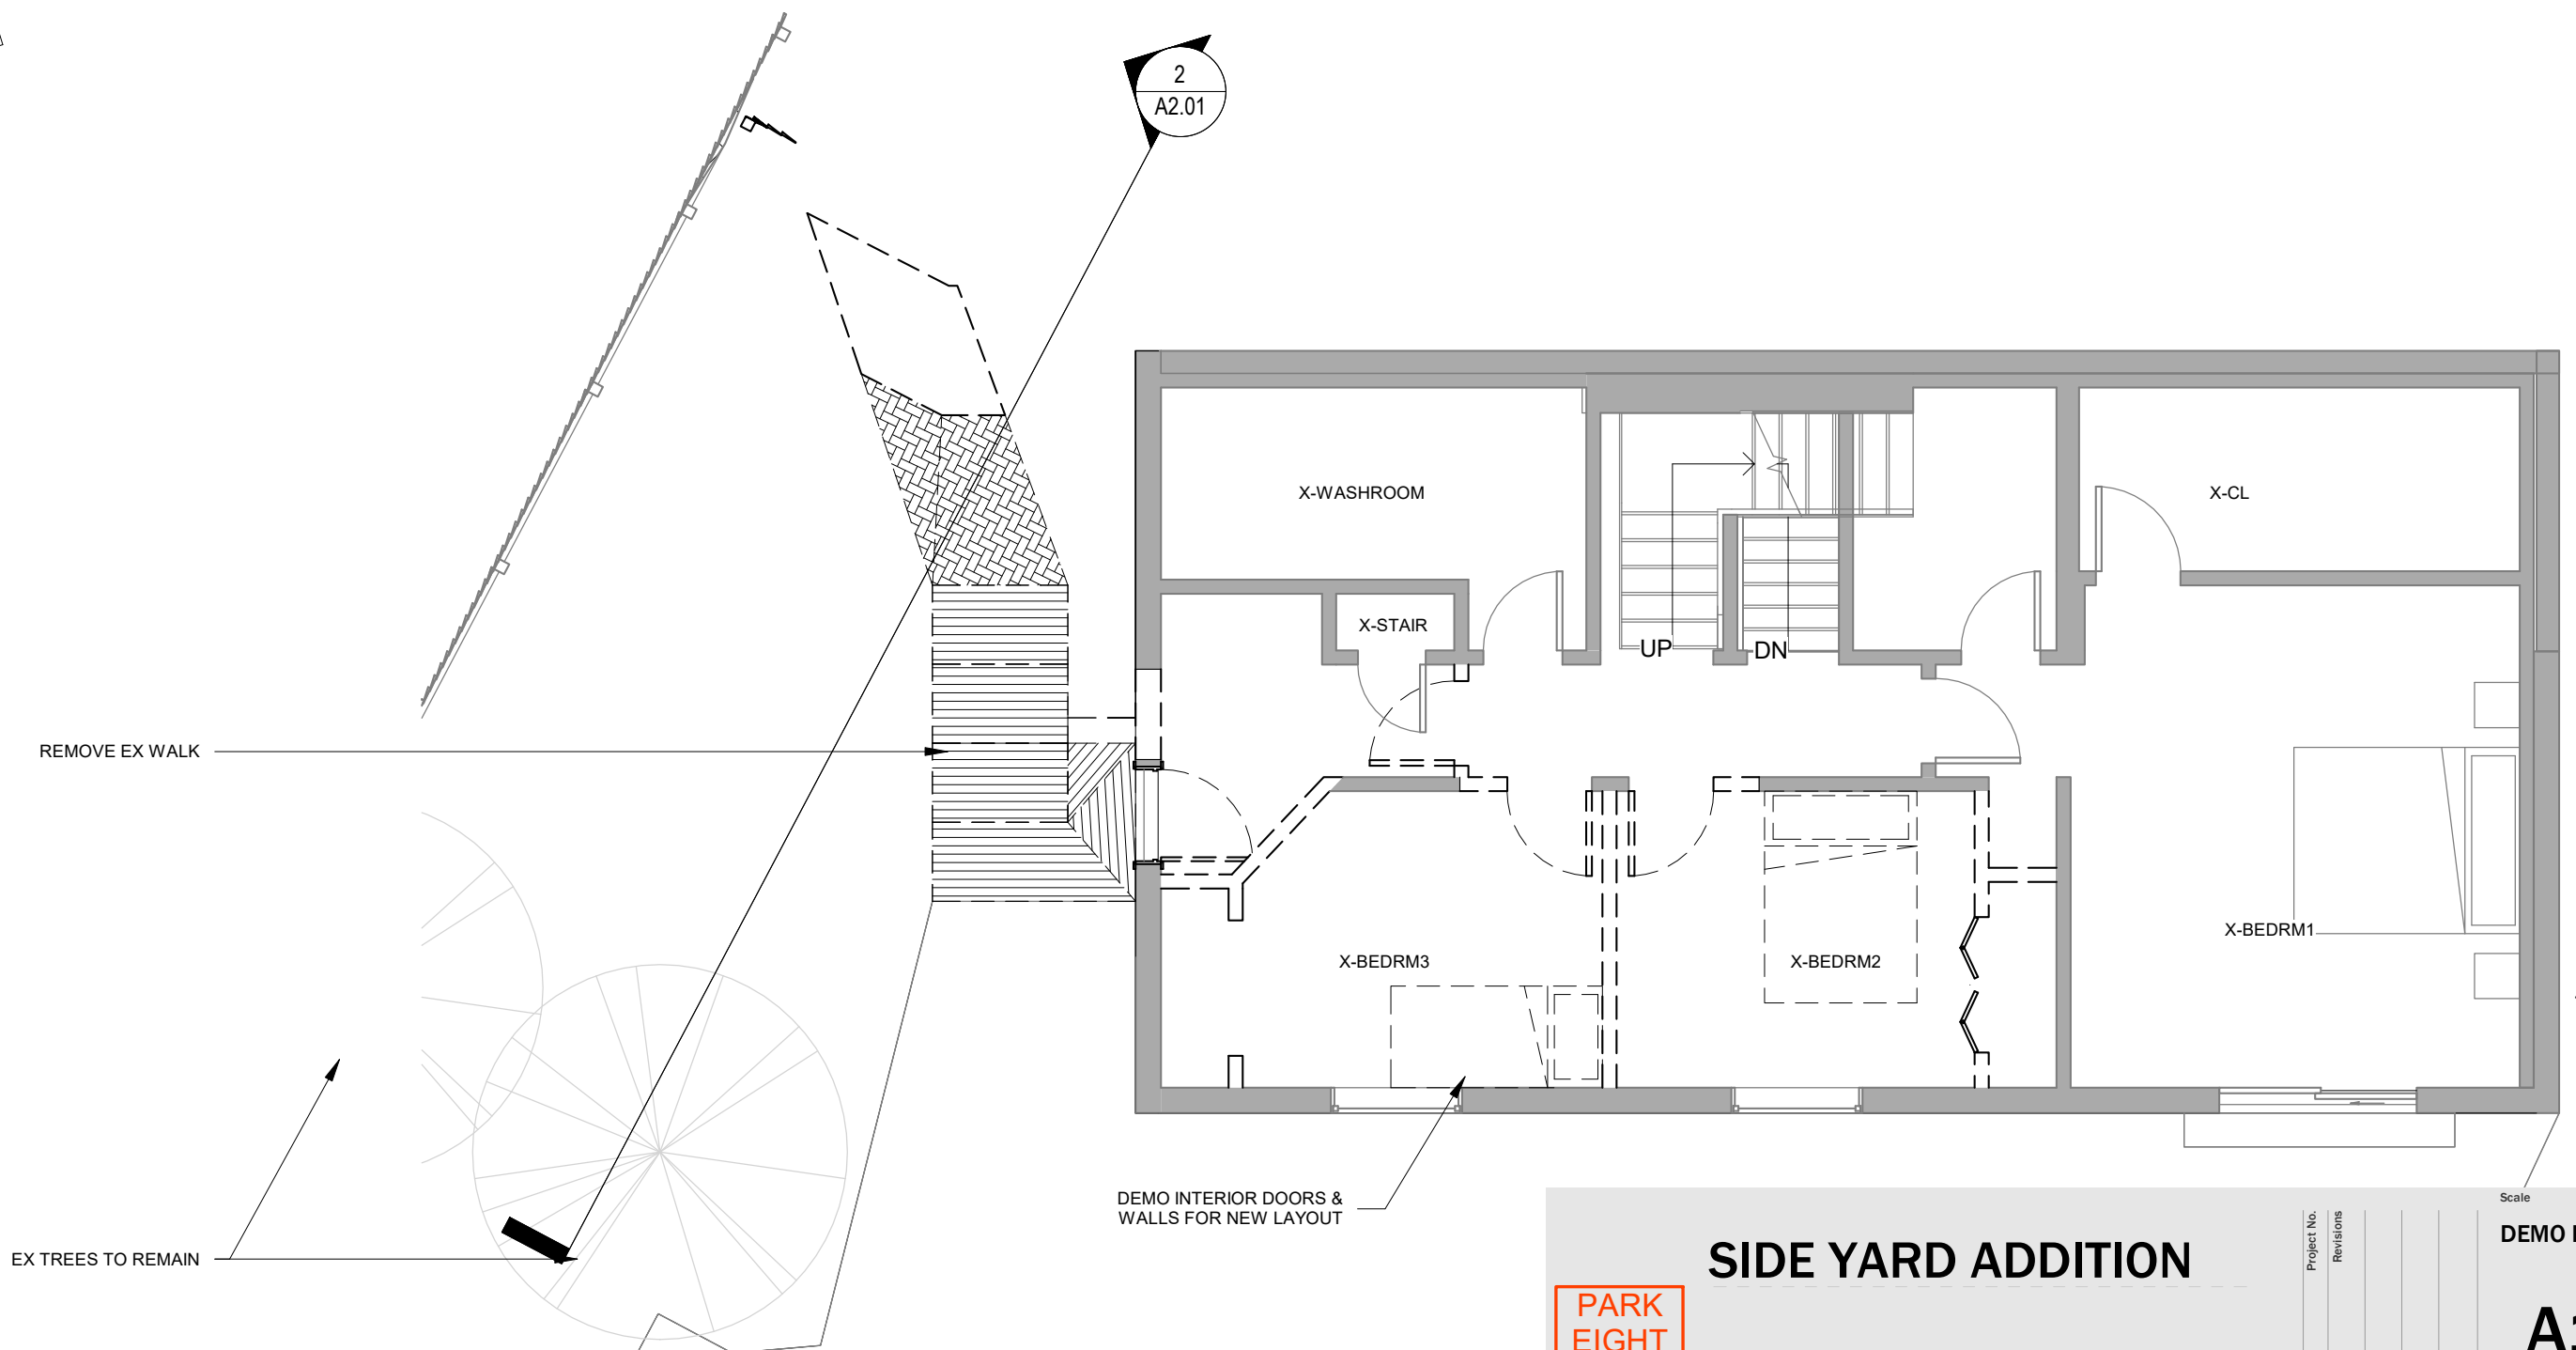 2
A2.01
X-WASHROOM
X-CL
X-STAIR
UP
DN
REMOVE EX WALK
X-BEDRM1
X-BEDRM3
X-BEDRM2
DEMO INTERIOR DOORS &
WALLS FOR NEW LAYOUT
EX TREES TO REMAIN
SIDE YARD ADDITION
PARK
EIGHT
Project No.
Revisions
Scale
DEMO